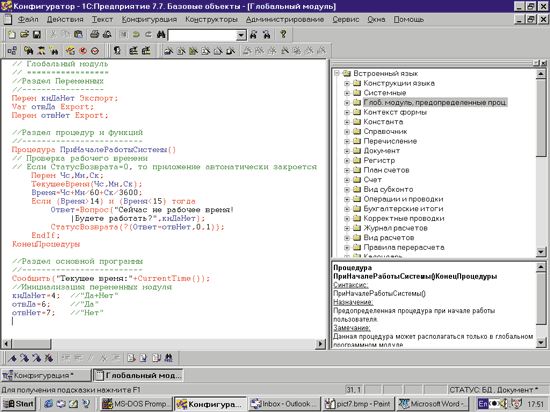 Конфигуратор - 1С:Предприятие 7.7. Базовые объекты - [Глобальный модуль]
Файл Действия Текст Конфигурация Конструкторы Администрирование Сервис Окна Помощь
// Глобальный модуль
// =================
//Раздел Переменных
//-----------------
Перем кнДаНет Экспорт;
Var отвДа Export;
Перем отвНет Export;
//Раздел процедур и функций
//-------------------------
Процедура ПриНачалеРаботыСистемы()
// Проверка рабочего времени
// Если СтатусВозврата=0, то приложение автоматически закроется
Перем Чс,Мн,Ск;
ТекущееВремя(Чс,Мн,Ск);
Время=Чс+Мн/60+Ск/3600;
Если (Время>14) и (Время<15) тогда
Ответ=Вопрос("Сейчас не рабочее время!
|Будете работать?",кнДаНет);
СтатусВозврата(?(Ответ=отвНет,0,1));
EndIf;
КонецПроцедуры
//Раздел основной программы
//-------------------------
Сообщить("Текущее время:"+CurrentTime());
//Инициализация переменных модуля
кнДаНет=4; //"Да+Нет"
отвДа=6; //"Да"
отвНет=7; //"Нет"
Встроенный язык
Конструкции языка
Системные
Глоб. модуль, предопределенные проц
Контекст формы
Константа
Справочник
Перечисление
Документ
Регистр
План счетов
Счет
Вид субконто
Операции и проводки
Бухгалтерские итоги
Корректные проводки
Журнал расчетов
Вид расчета
Правила перерасчета
Календарь
Процедура
ПриНачалеРаботыСистемы()КонецПроцедуры
Синтаксис:
ПриНачалеРаботыСистемы()
Назначение:
Предопределенная процедура при начале работы
пользователя.
Замечание:
Данная процедура может располагаться только в глобальном
программном модуле
Конфигурация *
Глобальный мод...
Для получения подсказки нажмите F1
31, 1
СТАТУС: БД , Документ *
Start
MS-DOS Promp...
Конфигура...
Inbox - Outlook ...
pict7.bmp - Paint
Microsoft Word -...
En
17:51